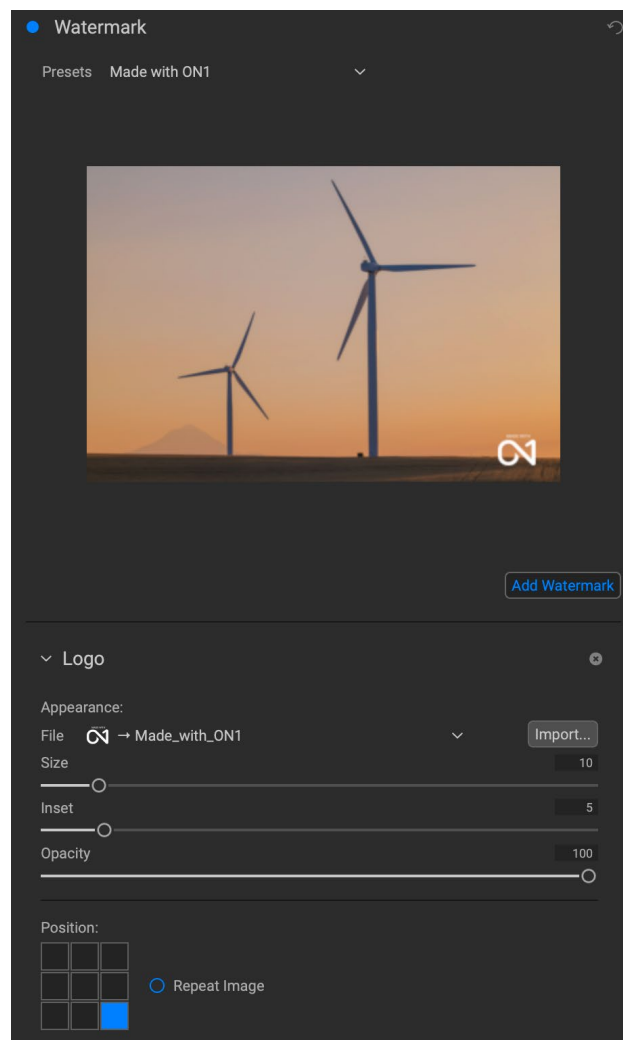 Watermark
Presets Made with ON1
Add Watermark
Logo
Appearance:
File → Made_with_ON1
Import...
Size 10
Inset 5
Opacity 100
Position:
Repeat Image